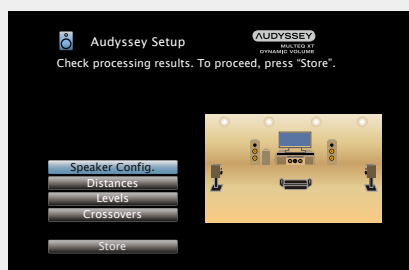 Audyssey Setup
AUDYSSEY
MULTEQ XT
DYNAMIC VOLUME
Check processing results. To proceed, press “Store”.
Speaker Config.
Distances
Levels
Crossovers
Store